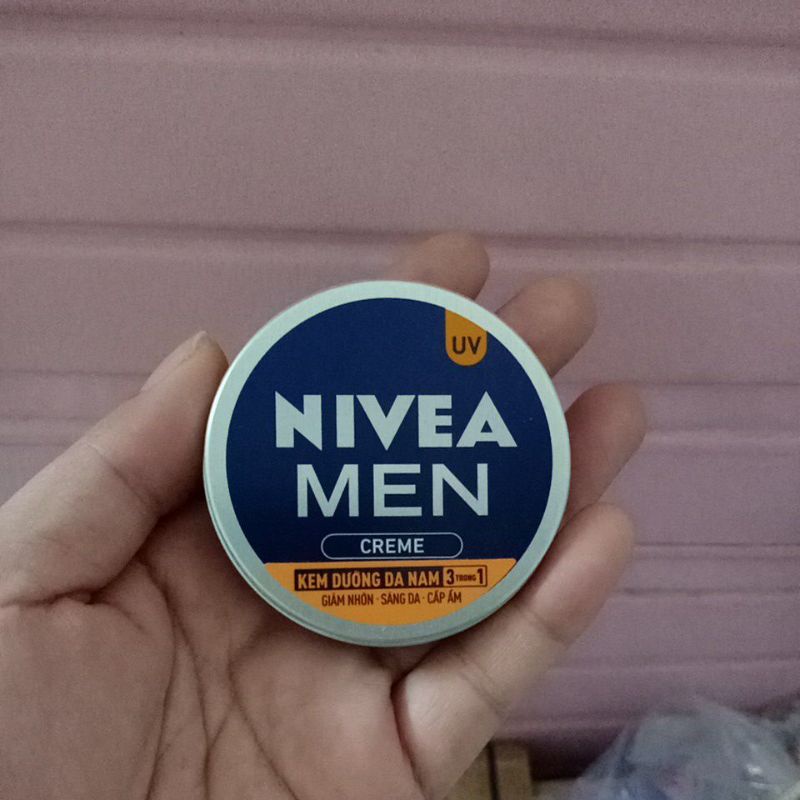 UV
NIVEA
MEN
CREME
KEM DƯỠNG DA NAM 3 TRONG 1
GIẢM NHỜN · SÁNG DA · CẤP ẨM